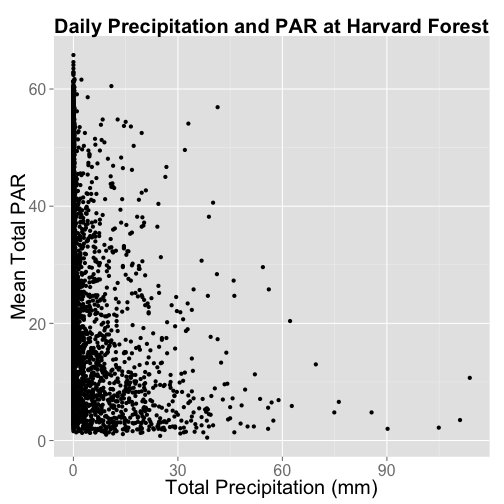 Daily Precipitation and PAR at Harvard Forest
60
40
20
0
Mean Total PAR
0 30 60 90
Total Precipitation (mm)